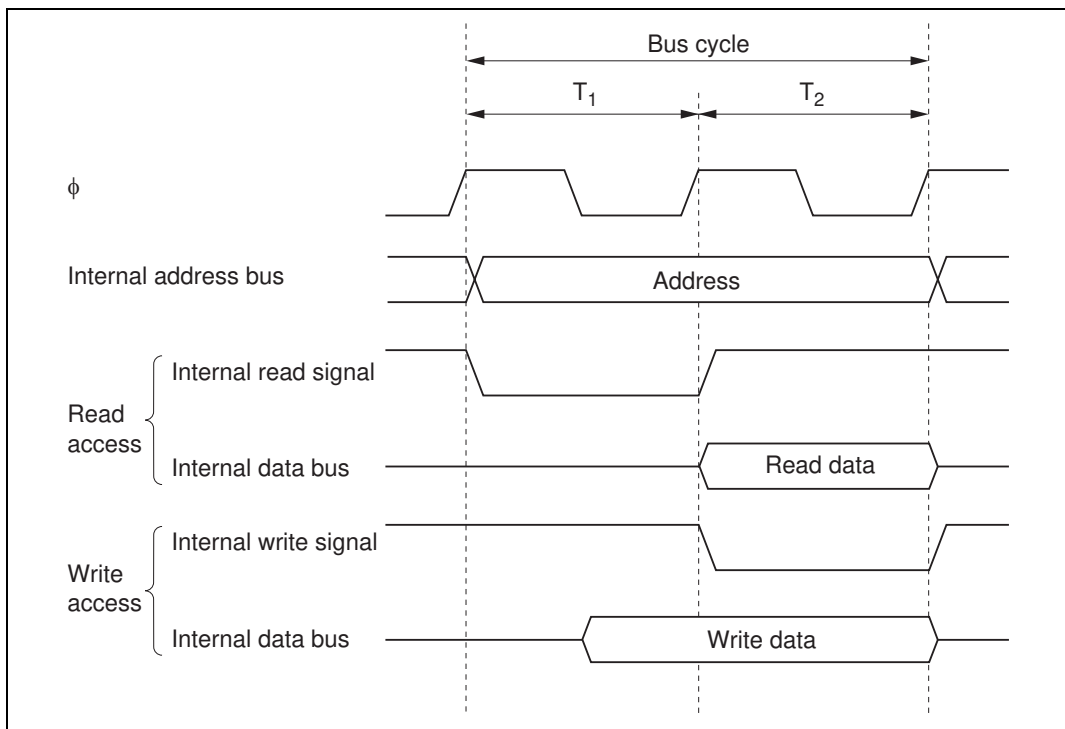 Bus cycle
T1 T2
ϕ
Internal address bus Address
Internal read signal
Read
access
Internal data bus Read data
Internal write signal
Write
access
Internal data bus Write data